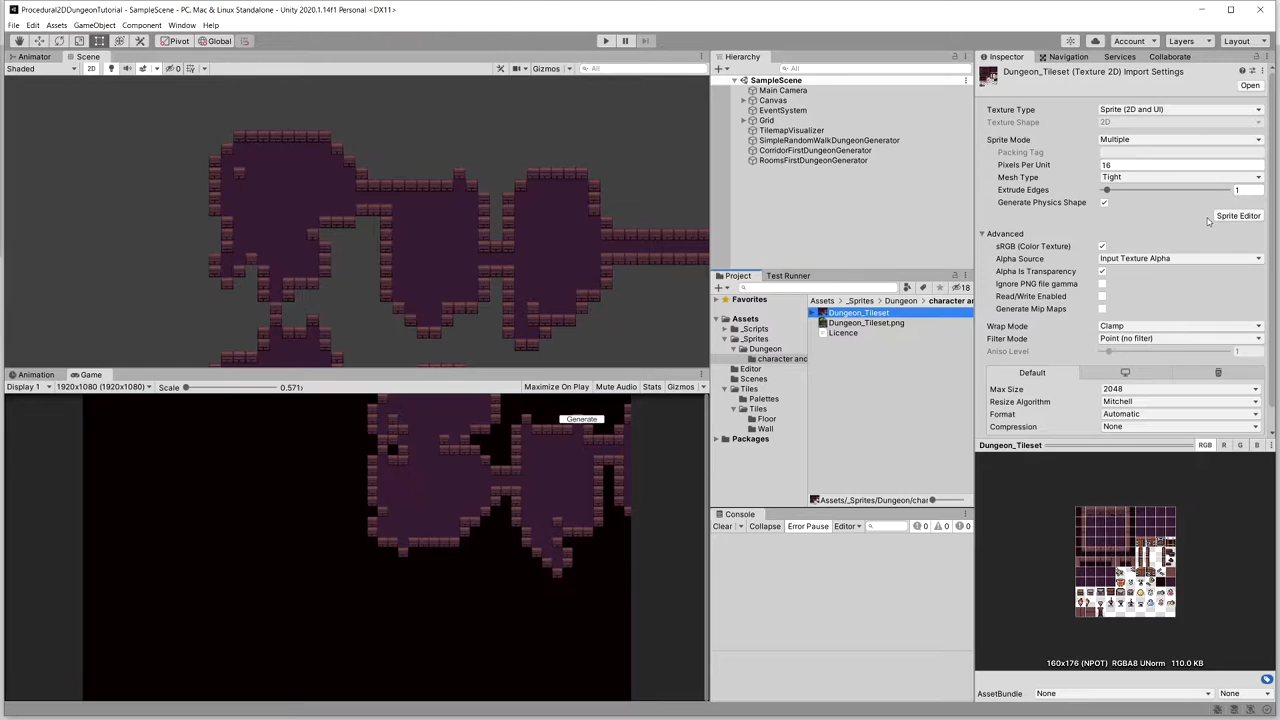 Procedural2DDungeonTutorial - SampleScene - PC, Mac & Linux Standalone - Unity 2020.1.14f1 Personal <DX11>
File Edit Assets GameObject Component Window Help
Pivot Global
Account Layers Layout
Animator Scene
Shaded 2D 0 Gizmos All
Hierarchy
All
SampleScene
Main Camera
Canvas
EventSystem
Grid
TilemapVisualizer
SimpleRandomWalkDungeonGenerator
CorridorFirstDungeonGenerator
RoomsFirstDungeonGenerator
Project Test Runner
18
Favorites
Assets
_Scripts
_Sprites
Dungeon
character anc
Editor
Scenes
Tiles
Palettes
Tiles
Floor
Wall
Packages
Assets _Sprites Dungeon character an
Dungeon_Tileset
Dungeon_Tileset.png
Licence
Assets/_Sprites/Dungeon/char
Console
Clear Collapse Error Pause Editor 0 0 0
Animation Game
Display 1 1920x1080 (1920x1080) Scale 0.571x Maximize On Play Mute Audio Stats Gizmos
Generate
Inspector Navigation Services Collaborate
Dungeon_Tileset (Texture 2D) Import Settings
Open
Texture Type Sprite (2D and UI)
Texture Shape 2D
Sprite Mode Multiple
Packing Tag
Pixels Per Unit 16
Mesh Type Tight
Extrude Edges 1
Generate Physics Shape
Sprite Editor
Advanced
sRGB (Color Texture)
Alpha Source Input Texture Alpha
Alpha Is Transparency
Ignore PNG file gamma
Read/Write Enabled
Generate Mip Maps
Wrap Mode Clamp
Filter Mode Point (no filter)
Aniso Level 1
Default
Max Size 2048
Resize Algorithm Mitchell
Format Automatic
Compression None
Dungeon_Tileset RGB R G B
160x176 (NPOT) RGBA8 UNorm 110.0 KB
AssetBundle None None